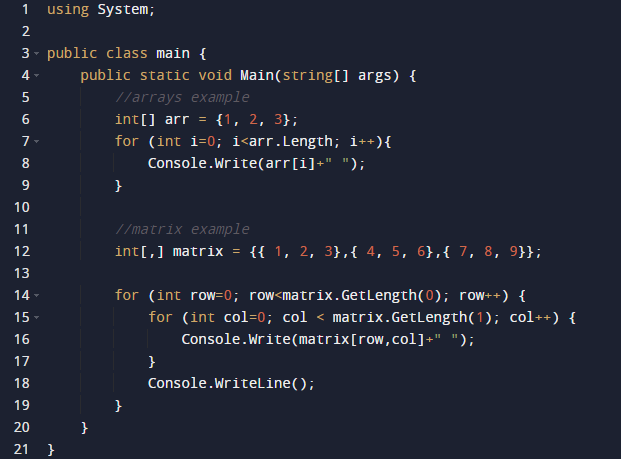 1 using System;
2
3 public class main {
4     public static void Main(string[] args) {
5         //arrays example
6         int[] arr = {1, 2, 3};
7         for (int i=0; i<arr.Length; i++){
8             Console.Write(arr[i]+" ");
9         }
10
11         //matrix example
12         int[,] matrix = {{ 1, 2, 3},{ 4, 5, 6},{ 7, 8, 9}};
13
14         for (int row=0; row<matrix.GetLength(0); row++) {
15             for (int col=0; col < matrix.GetLength(1); col++) {
16                 Console.Write(matrix[row,col]+" ");
17             }
18             Console.WriteLine();
19         }
20     }
21 }